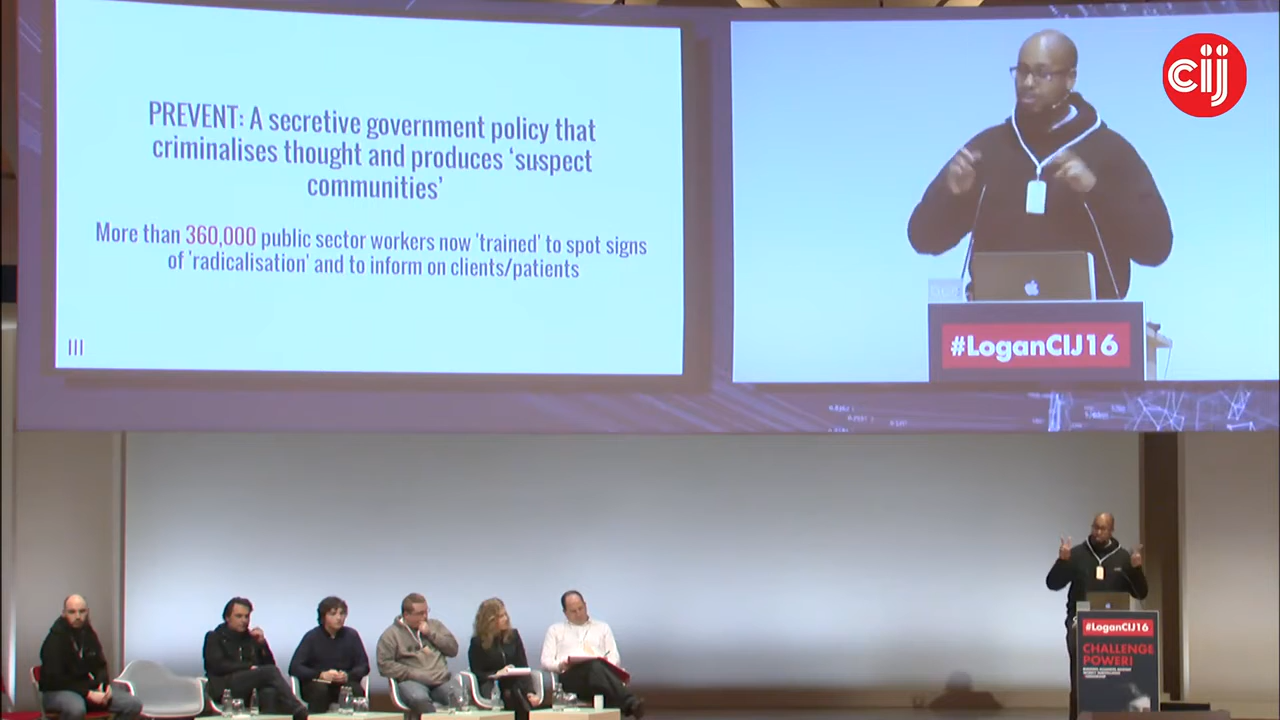 PREVENT: A secretive government policy that
criminalises thought and produces 'suspect
communities'
More than 360,000 public sector workers now 'trained' to spot signs
of 'radicalisation' and to inform on clients/patients
III
cij
#LoganCIJ16
#LoganCIJ16
CHALLENGE
POWER!